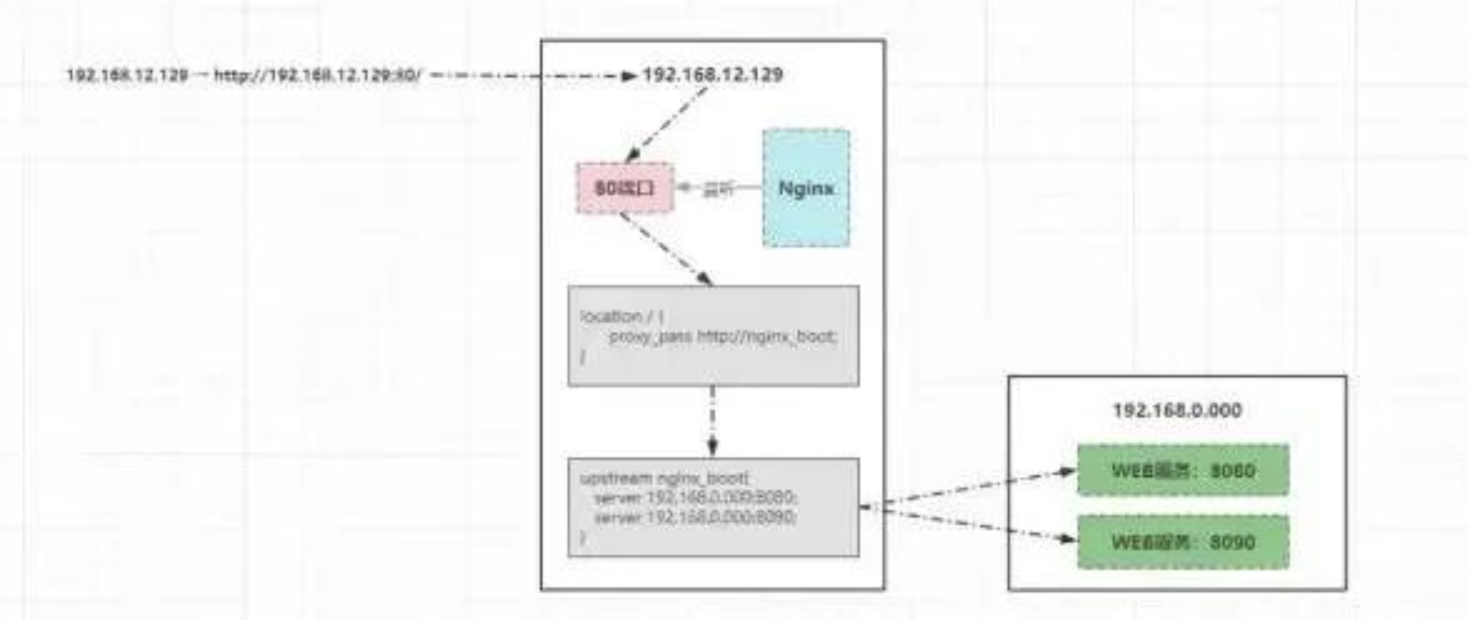 192.168.12.129 → http://192.168.12.129:80/
192.168.12.129
80端口
监听
Nginx
location / {
proxy_pass http://nginx_boot;
}
upstream nginx_boot{
server 192.168.0.000:8080;
server 192.168.0.000:8090;
}
192.168.0.000
WEB服务：8080
WEB服务：8090